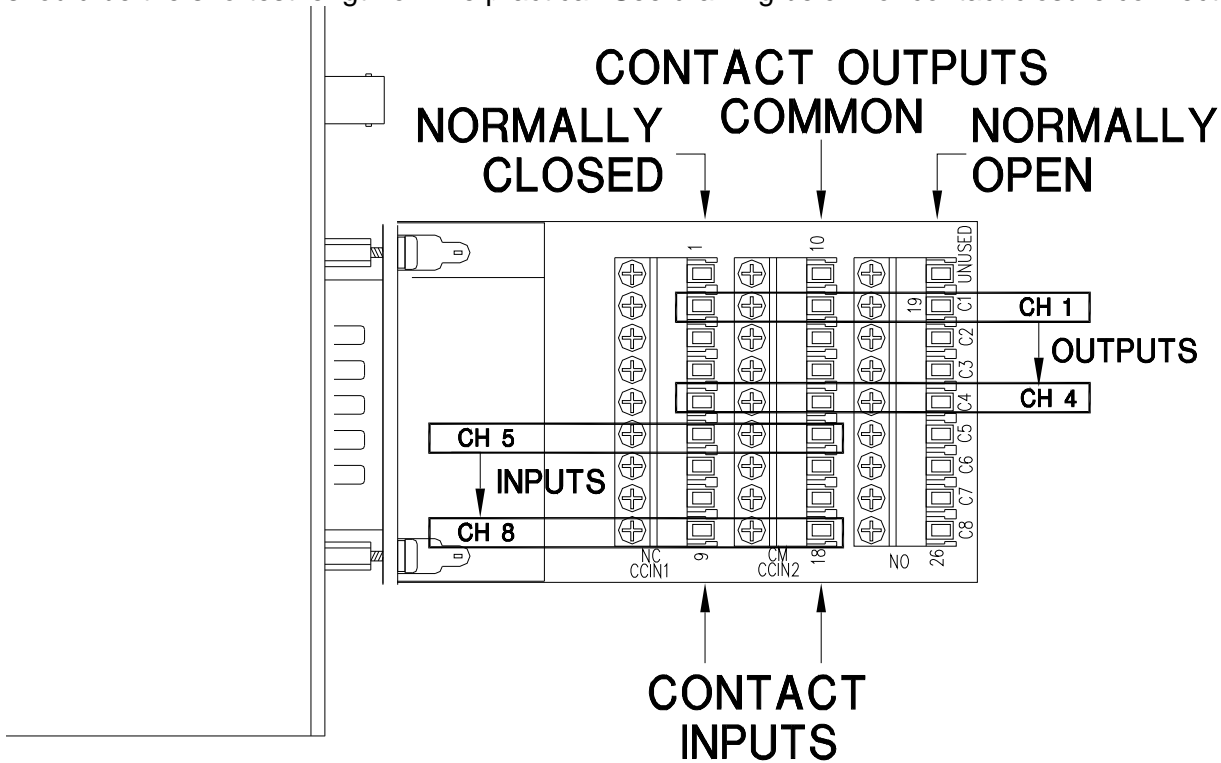 CONTACT OUTPUTS
COMMON
NORMALLY
CLOSED
NORMALLY
OPEN
1
10
UNUSED
19
C1
CH 1
C2
OUTPUTS
C3
C4
CH 4
CH 5
C5
INPUTS
C6
C7
CH 8
C8
NC
CCIN1
9
CM
CCIN2
18
NO
26
CONTACT
INPUTS